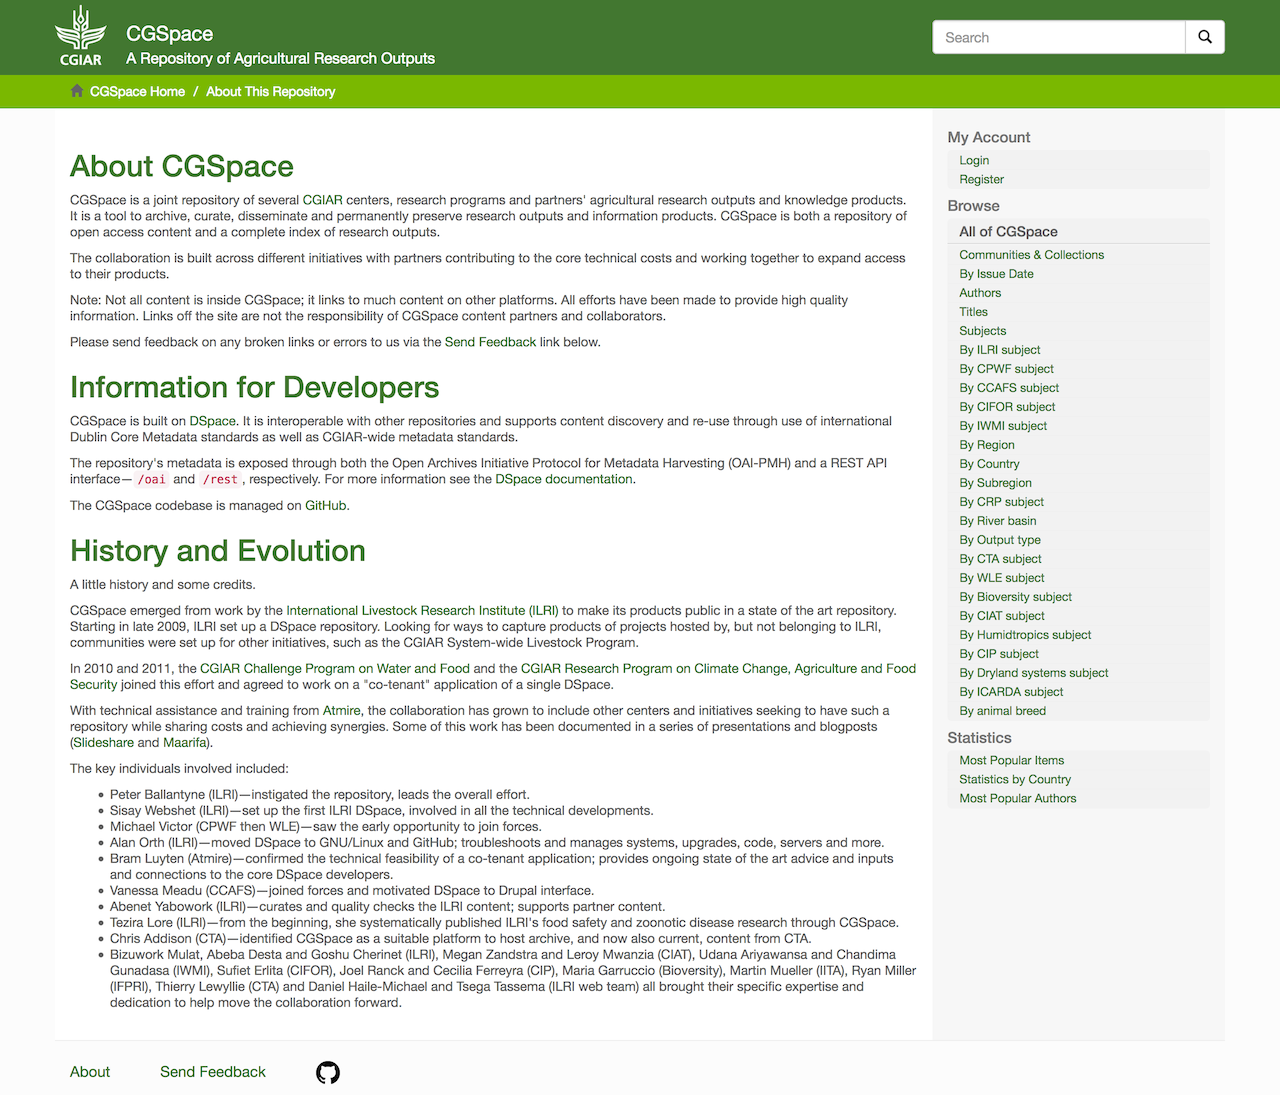 CGIAR
CGSpace
A Repository of Agricultural Research Outputs
Search
CGSpace Home / About This Repository
About CGSpace
CGSpace is a joint repository of several CGIAR centers, research programs and partners' agricultural research outputs and knowledge products.
It is a tool to archive, curate, disseminate and permanently preserve research outputs and information products. CGSpace is both a repository of
open access content and a complete index of research outputs.
The collaboration is built across different initiatives with partners contributing to the core technical costs and working together to expand access
to their products.
Note: Not all content is inside CGSpace; it links to much content on other platforms. All efforts have been made to provide high quality
information. Links off the site are not the responsibility of CGSpace content partners and collaborators.
Please send feedback on any broken links or errors to us via the Send Feedback link below.
Information for Developers
CGSpace is built on DSpace. It is interoperable with other repositories and supports content discovery and re-use through use of international
Dublin Core Metadata standards as well as CGIAR-wide metadata standards.
The repository's metadata is exposed through both the Open Archives Initiative Protocol for Metadata Harvesting (OAI-PMH) and a REST API
interface— /oai and /rest , respectively. For more information see the DSpace documentation.
The CGSpace codebase is managed on GitHub.
History and Evolution
A little history and some credits.
CGSpace emerged from work by the International Livestock Research Institute (ILRI) to make its products public in a state of the art repository.
Starting in late 2009, ILRI set up a DSpace repository. Looking for ways to capture products of projects hosted by, but not belonging to ILRI,
communities were set up for other initiatives, such as the CGIAR System-wide Livestock Program.
In 2010 and 2011, the CGIAR Challenge Program on Water and Food and the CGIAR Research Program on Climate Change, Agriculture and Food
Security joined this effort and agreed to work on a "co-tenant" application of a single DSpace.
With technical assistance and training from Atmire, the collaboration has grown to include other centers and initiatives seeking to have such a
repository while sharing costs and achieving synergies. Some of this work has been documented in a series of presentations and blogposts
(Slideshare and Maarifa).
The key individuals involved included:
• Peter Ballantyne (ILRI)—instigated the repository, leads the overall effort.
• Sisay Webshet (ILRI)—set up the first ILRI DSpace, involved in all the technical developments.
• Michael Victor (CPWF then WLE)—saw the early opportunity to join forces.
• Alan Orth (ILRI)—moved DSpace to GNU/Linux and GitHub; troubleshoots and manages systems, upgrades, code, servers and more.
• Bram Luyten (Atmire)—confirmed the technical feasibility of a co-tenant application; provides ongoing state of the art advice and inputs
and connections to the core DSpace developers.
• Vanessa Meadu (CCAFS)—joined forces and motivated DSpace to Drupal interface.
• Abenet Yabowork (ILRI)—curates and quality checks the ILRI content; supports partner content.
• Tezira Lore (ILRI)—from the beginning, she systematically published ILRI's food safety and zoonotic disease research through CGSpace.
• Chris Addison (CTA)—identified CGSpace as a suitable platform to host archive, and now also current, content from CTA.
• Bizuwork Mulat, Abeba Desta and Goshu Cherinet (ILRI), Megan Zandstra and Leroy Mwanzia (CIAT), Udana Ariyawansa and Chandima
Gunadasa (IWMI), Sufiet Erlita (CIFOR), Joel Ranck and Cecilia Ferreyra (CIP), Maria Garruccio (Bioversity), Martin Mueller (IITA), Ryan Miller
(IFPRI), Thierry Lewyllie (CTA) and Daniel Haile-Michael and Tsega Tassema (ILRI web team) all brought their specific expertise and
dedication to help move the collaboration forward.
My Account
Login
Register
Browse
All of CGSpace
Communities & Collections
By Issue Date
Authors
Titles
Subjects
By ILRI subject
By CPWF subject
By CCAFS subject
By CIFOR subject
By IWMI subject
By Region
By Country
By Subregion
By CRP subject
By River basin
By Output type
By CTA subject
By WLE subject
By Bioversity subject
By CIAT subject
By Humidtropics subject
By CIP subject
By Dryland systems subject
By ICARDA subject
By animal breed
Statistics
Most Popular Items
Statistics by Country
Most Popular Authors
About
Send Feedback